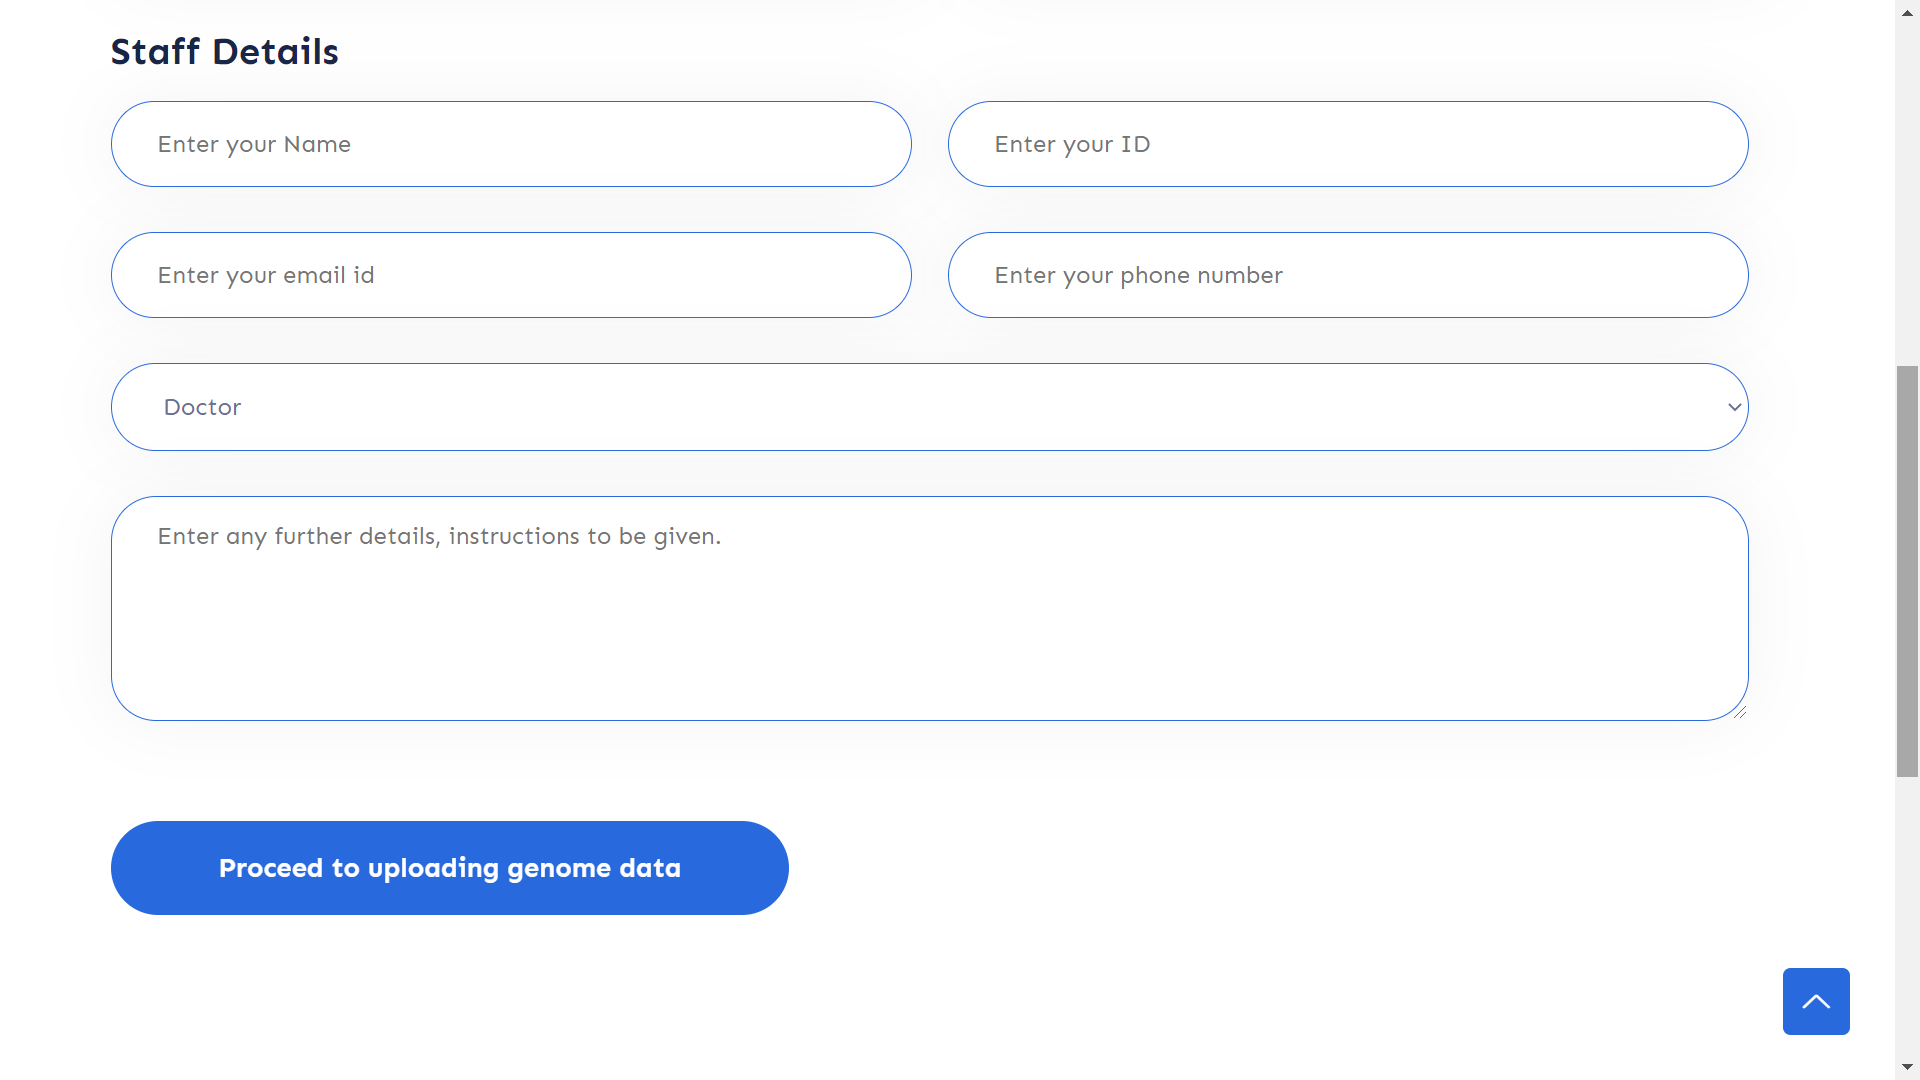 Staff Details
Enter your Name
Enter your ID
Enter your email id
Enter your phone number
Doctor
Enter any further details, instructions to be given.
Proceed to uploading genome data